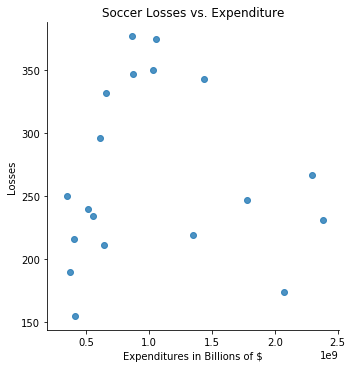 Soccer Losses vs. Expenditure
350
300
250
200
150
Losses
0.5 1.0 1.5 2.0 2.5
1e9
Expenditures in Billions of $